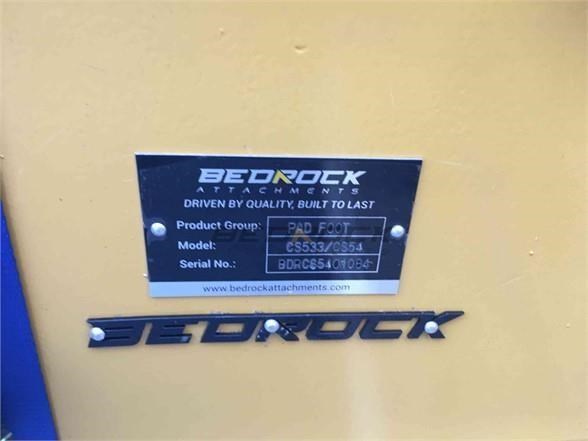 BEDROCK
ATTACHMENTS
DRIVEN BY QUALITY, BUILT TO LAST
Product Group: PAD FOOT
Model: CS533/CS54
Serial No.: BDRCS5401084
www.bedrockattachments.com
BEDROCK